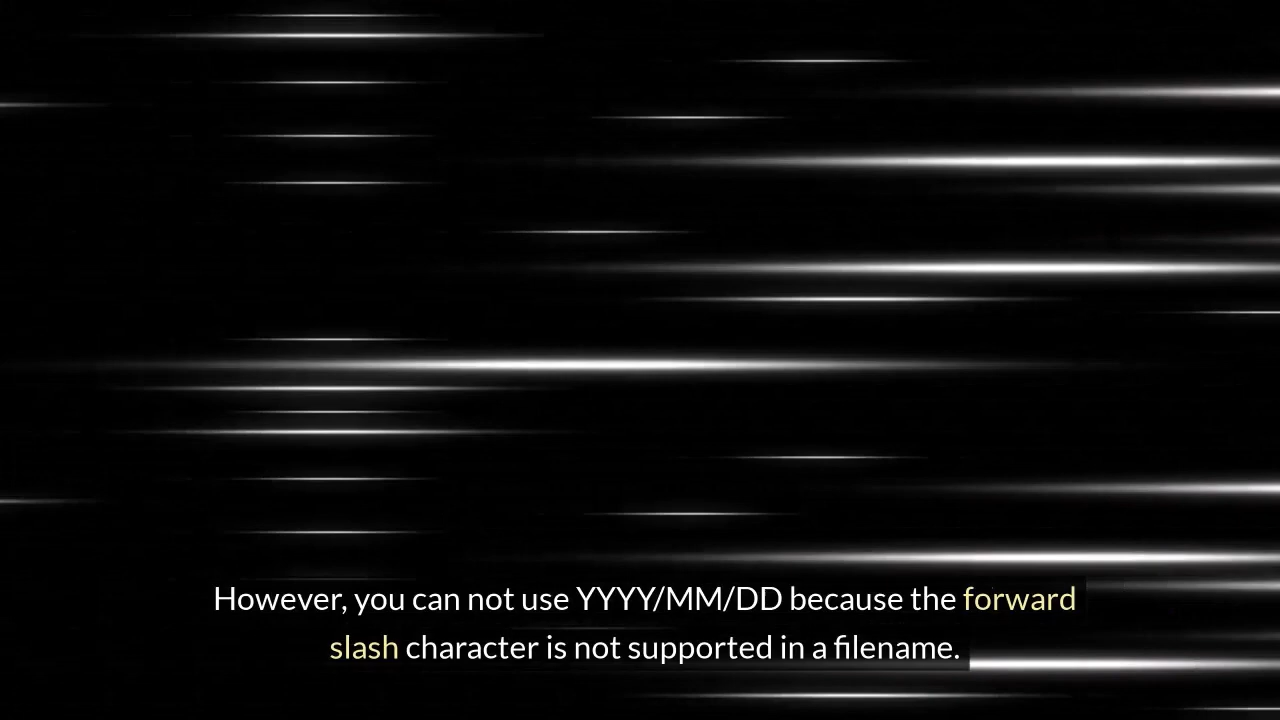 However, you can not use YYYY/MM/DD because the forward
slash character is not supported in a filename.